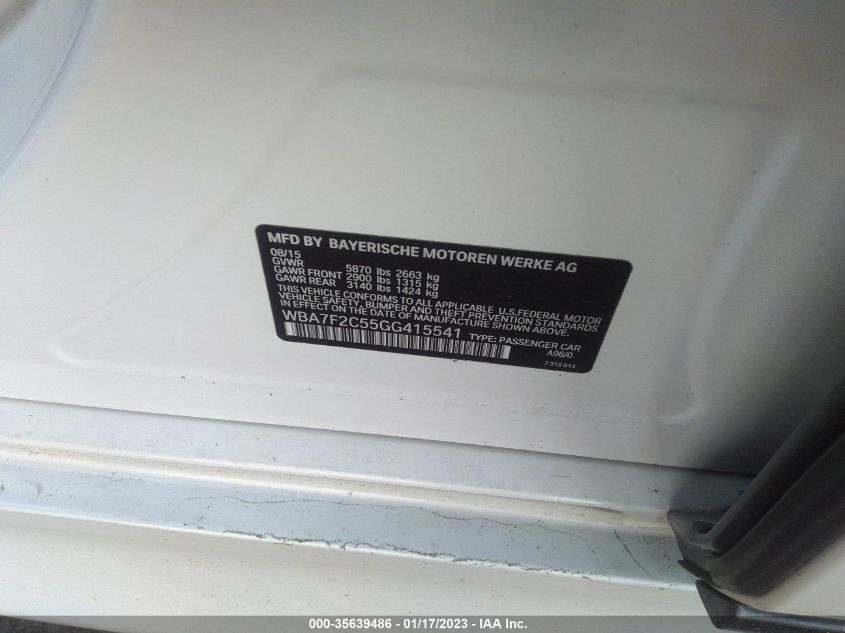 MFD BY BAYERISCHE MOTOREN WERKE AG
08/15
GVWR 5870 lbs 2663 kg
GAWR FRONT 2900 lbs 1315 kg
GAWR REAR 3140 lbs 1424 kg
THIS VEHICLE CONFORMS TO ALL APPLICABLE U.S.FEDERAL MOTOR
VEHICLE SAFETY, BUMPER AND THEFT PREVENTION STANDARDS
IN EFFECT ON THE DATE OF MANUFACTURE SHOWN ABOVE.
WBA7F2C55GG415541 TYPE: PASSENGER CAR
A96/0
7 316 814
000-35639486 - 01/17/2023 - IAA Inc.